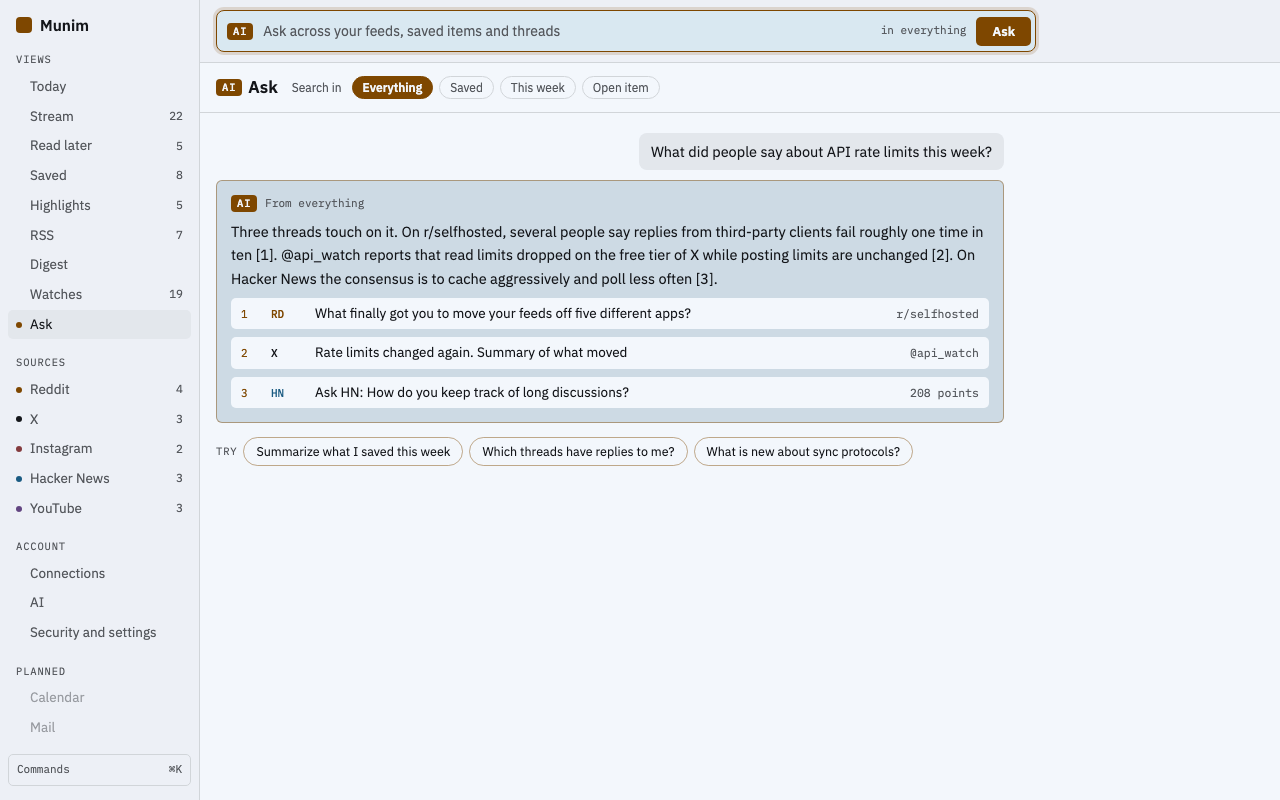 Munim
VIEWS
Today
Stream 22
Read later 5
Saved 8
Highlights 5
RSS 7
Digest
Watches 19
Ask
SOURCES
Reddit 4
X 3
Instagram 2
Hacker News 3
YouTube 3
ACCOUNT
Connections
AI
Security and settings
PLANNED
Calendar
Mail
Commands ⌘K
AI Ask across your feeds, saved items and threads in everything Ask
AI Ask Search in Everything Saved This week Open item
What did people say about API rate limits this week?
AI From everything
Three threads touch on it. On r/selfhosted, several people say replies from third-party clients fail roughly one time in
ten [1]. @api_watch reports that read limits dropped on the free tier of X while posting limits are unchanged [2]. On
Hacker News the consensus is to cache aggressively and poll less often [3].
1 RD What finally got you to move your feeds off five different apps? r/selfhosted
2 X Rate limits changed again. Summary of what moved @api_watch
3 HN Ask HN: How do you keep track of long discussions? 208 points
TRY Summarize what I saved this week Which threads have replies to me? What is new about sync protocols?